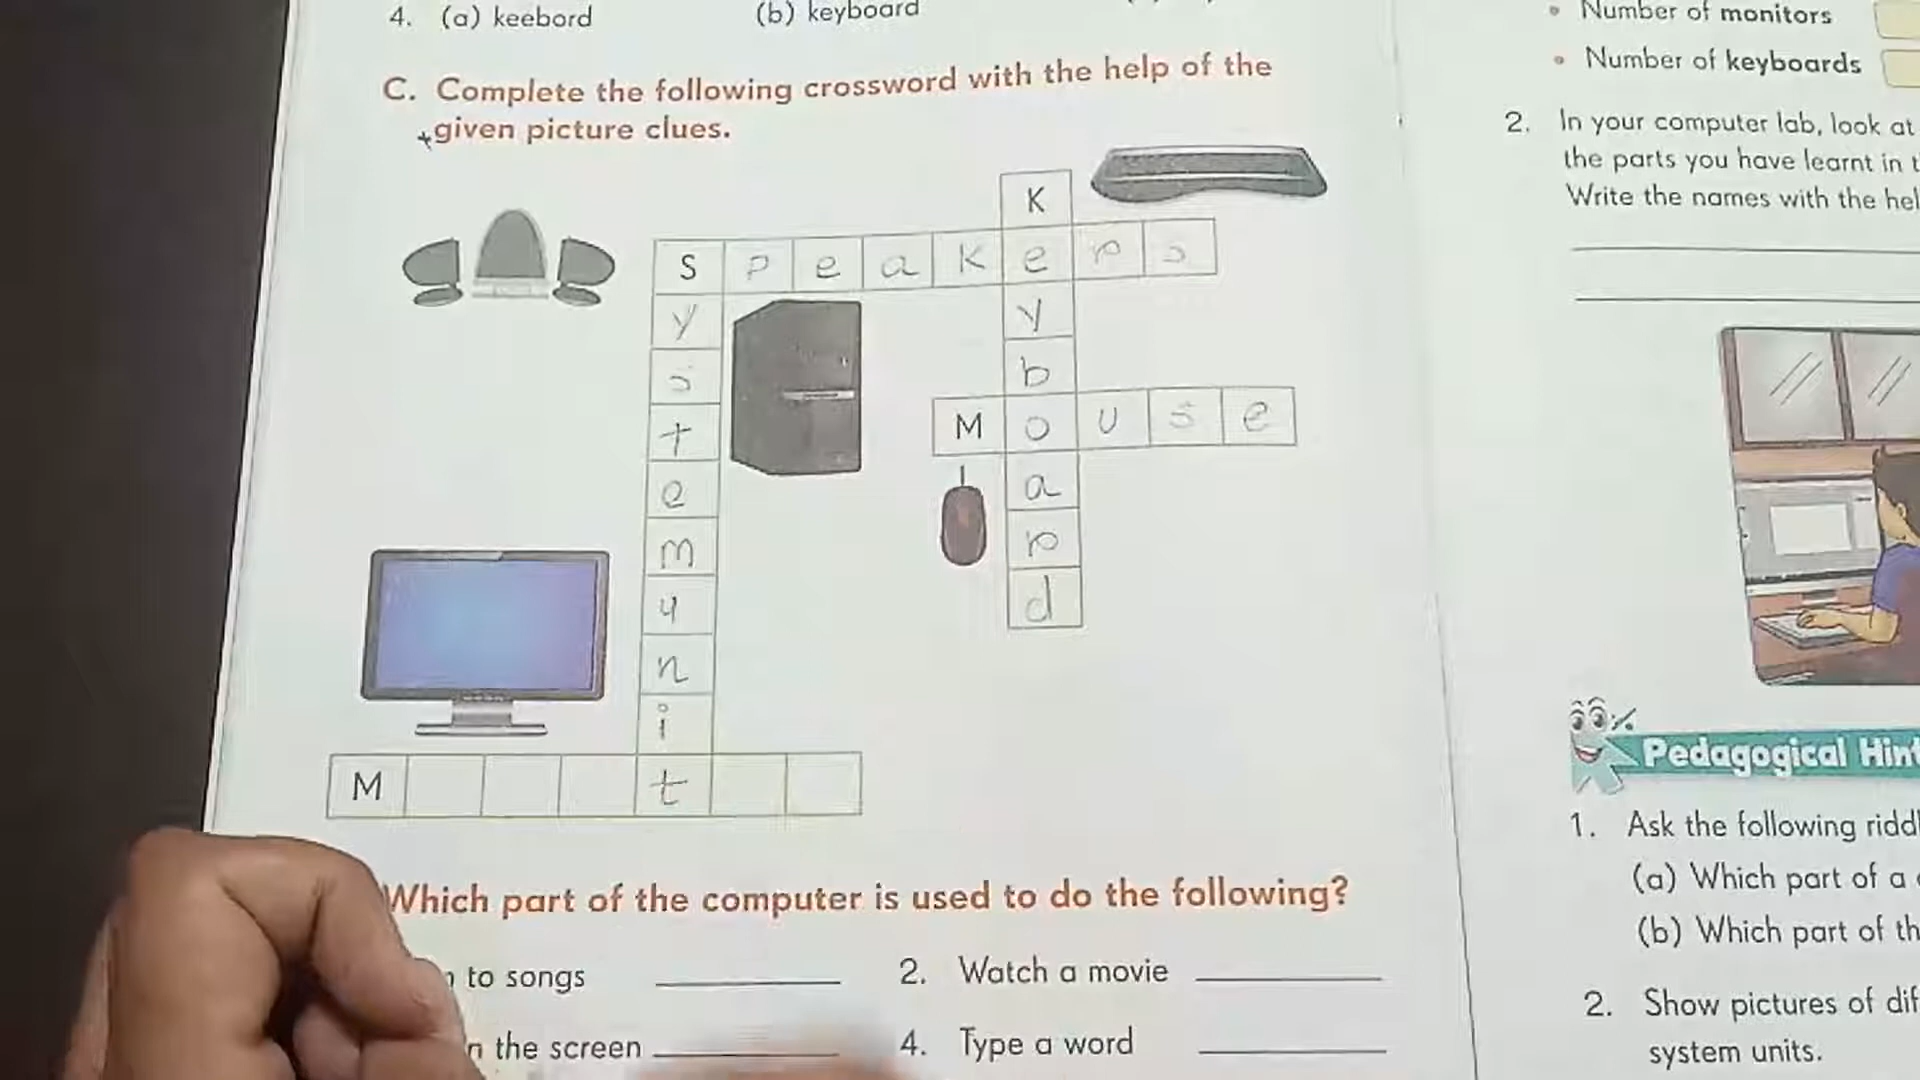 4. (a) keebord (b) keyboard
C. Complete the following crossword with the help of the
given picture clues.
K
S p e a k e r s
y y
s b
t M o u s e
e a
m r
u d
n
i
M t
Which part of the computer is used to do the following?
to songs 2. Watch a movie
the screen 4. Type a word
Number of monitors
Number of keyboards
2. In your computer lab, look at
the parts you have learnt in
Write the names with the
Pedagogical
1. Ask the following
(a) Which part of a
(b) Which part of
2. Show pictures of
system units.